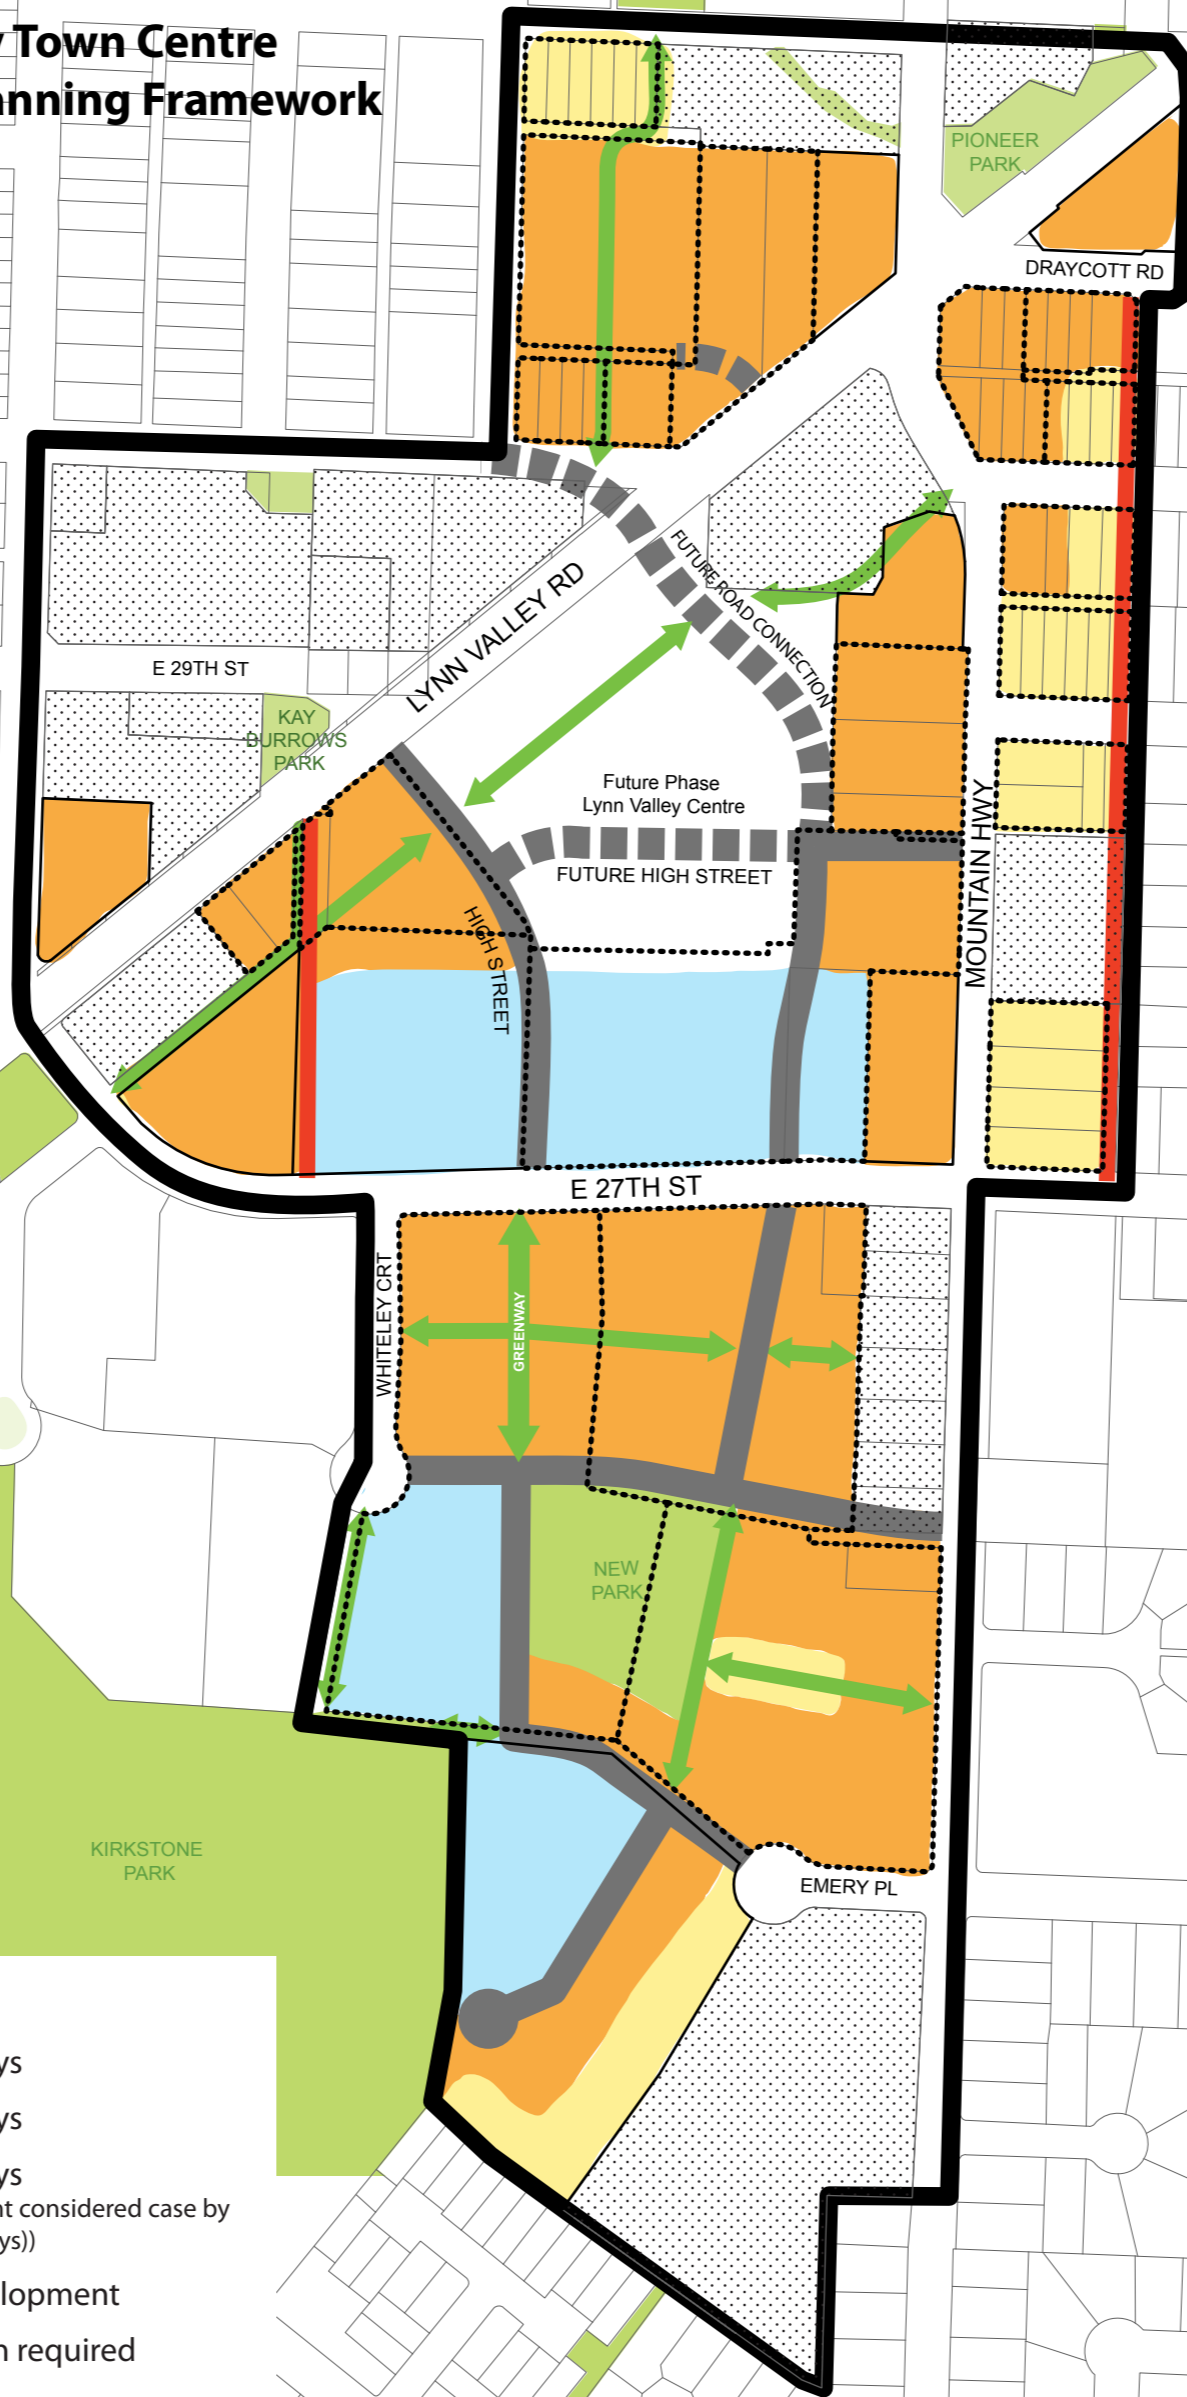 Town Centre
anning Framework
PIONEER
PARK
DRAYCOTT RD
FUTURE ROAD CONNECTION
LYNN VALLEY RD
E 29TH ST
KAY
BURROWS
PARK
Future Phase
Lynn Valley Centre
FUTURE HIGH STREET
MOUNTAIN HWY
HIGH STREET
E 27TH ST
WHITELEY CRT
GREENWAY
NEW
PARK
KIRKSTONE
PARK
EMERY PL
ys
ys
ys
nt considered case by
ys))
lopment
n required